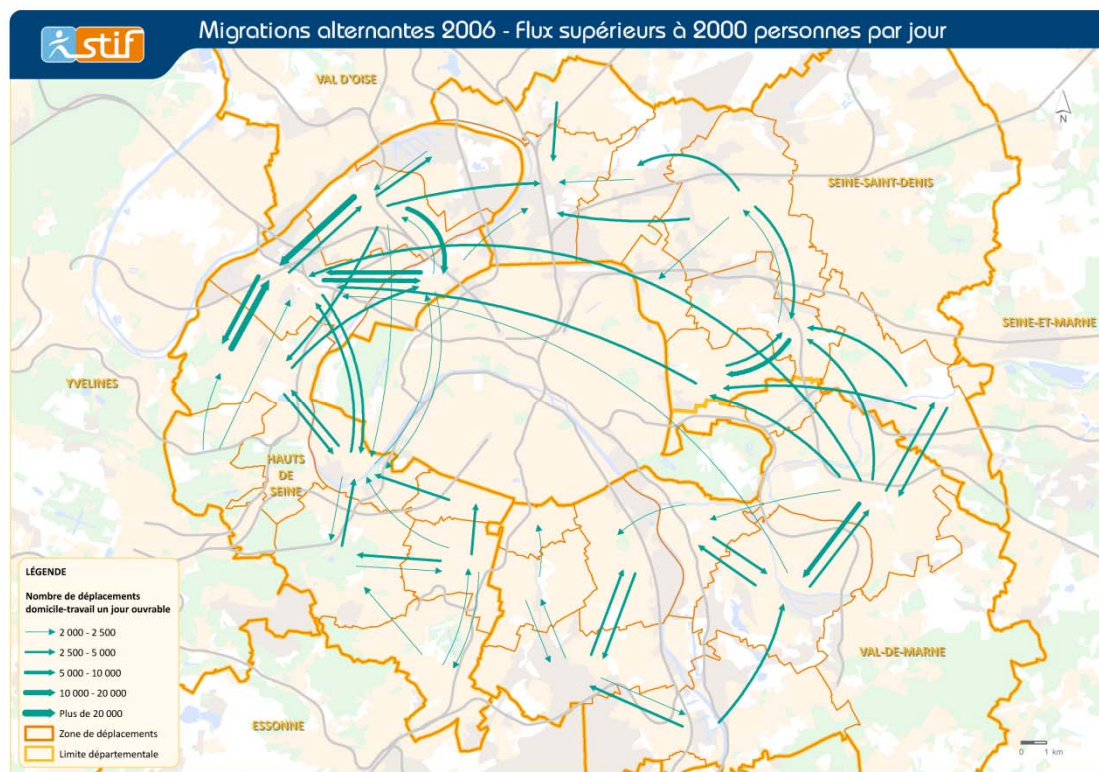 stif
Migrations alternantes 2006 - Flux supérieurs à 2000 personnes par jour
VAL D'OISE
N
SEINE-SAINT-DENIS
SEINE-ET-MARNE
YVELINES
HAUTS
DE
SEINE
VAL-DE-MARNE
ESSONNE
LÉGENDE
Nombre de déplacements
domicile-travail un jour ouvrable
2 000 - 2 500
2 500 - 5 000
5 000 - 10 000
10 000 - 20 000
Plus de 20 000
Zone de déplacements
Limite départementale
0 1 km